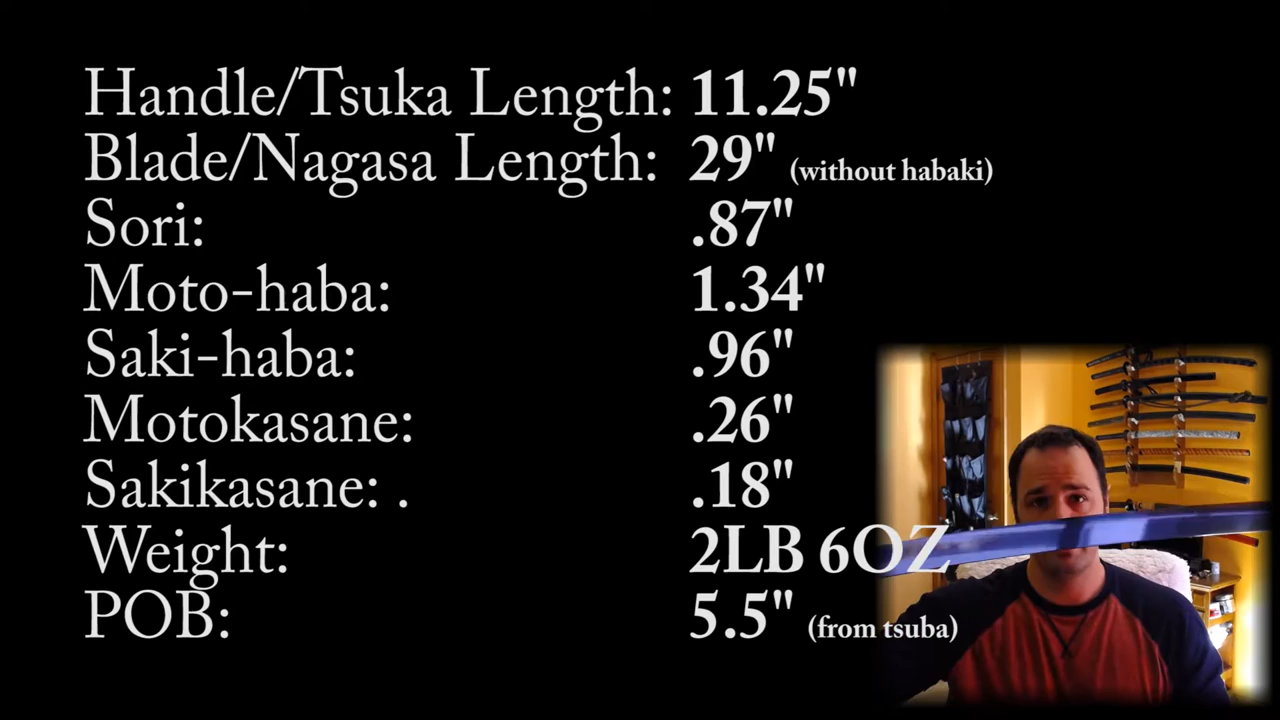 Handle/Tsuka Length: 11.25"
Blade/Nagasa Length: 29" (without habaki)
Sori: .87"
Moto-haba: 1.34"
Saki-haba: .96"
Motokasane: .26"
Sakikasane: . .18"
Weight: 2LB 6OZ
POB: 5.5" (from tsuba)